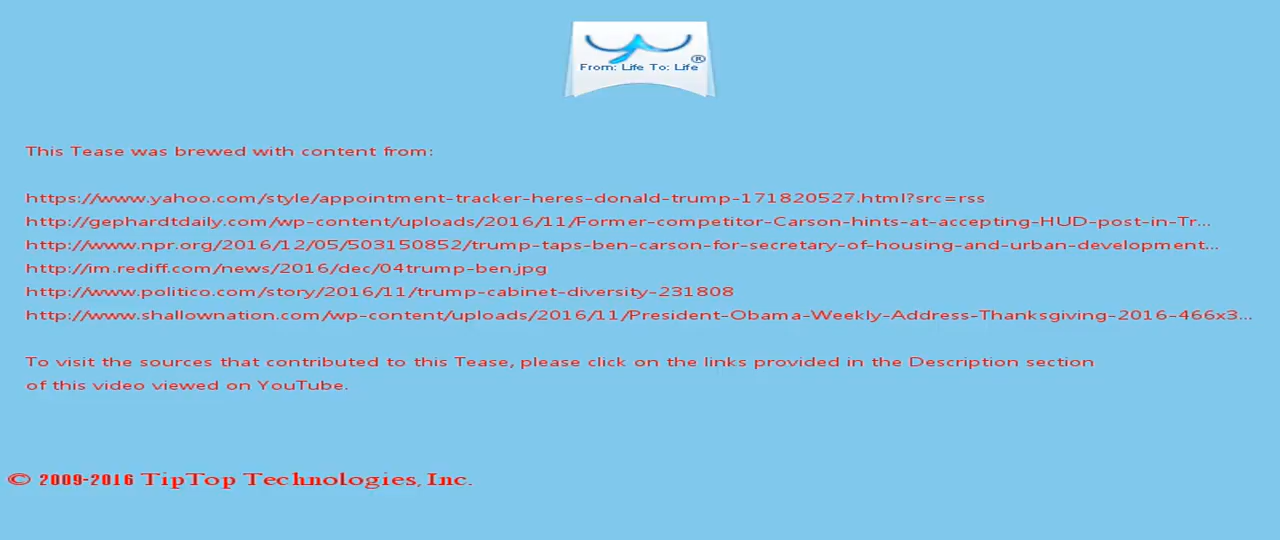 From: Life To: Life®
This Tease was brewed with content from:
https://www.yahoo.com/style/appointment-tracker-heres-donald-trump-171820527.html?src=rss
http://gephardtdaily.com/wp-content/uploads/2016/11/Former-competitor-Carson-hints-at-accepting-HUD-post-in-Tr...
http://www.npr.org/2016/12/05/503150852/trump-taps-ben-carson-for-secretary-of-housing-and-urban-development...
http://im.rediff.com/news/2016/dec/04trump-ben.jpg
http://www.politico.com/story/2016/11/trump-cabinet-diversity-231808
http://www.shallownation.com/wp-content/uploads/2016/11/President-Obama-Weekly-Address-Thanksgiving-2016-466x3...
To visit the sources that contributed to this Tease, please click on the links provided in the Description section
of this video viewed on YouTube.
© 2009-2016 TipTop Technologies, Inc.